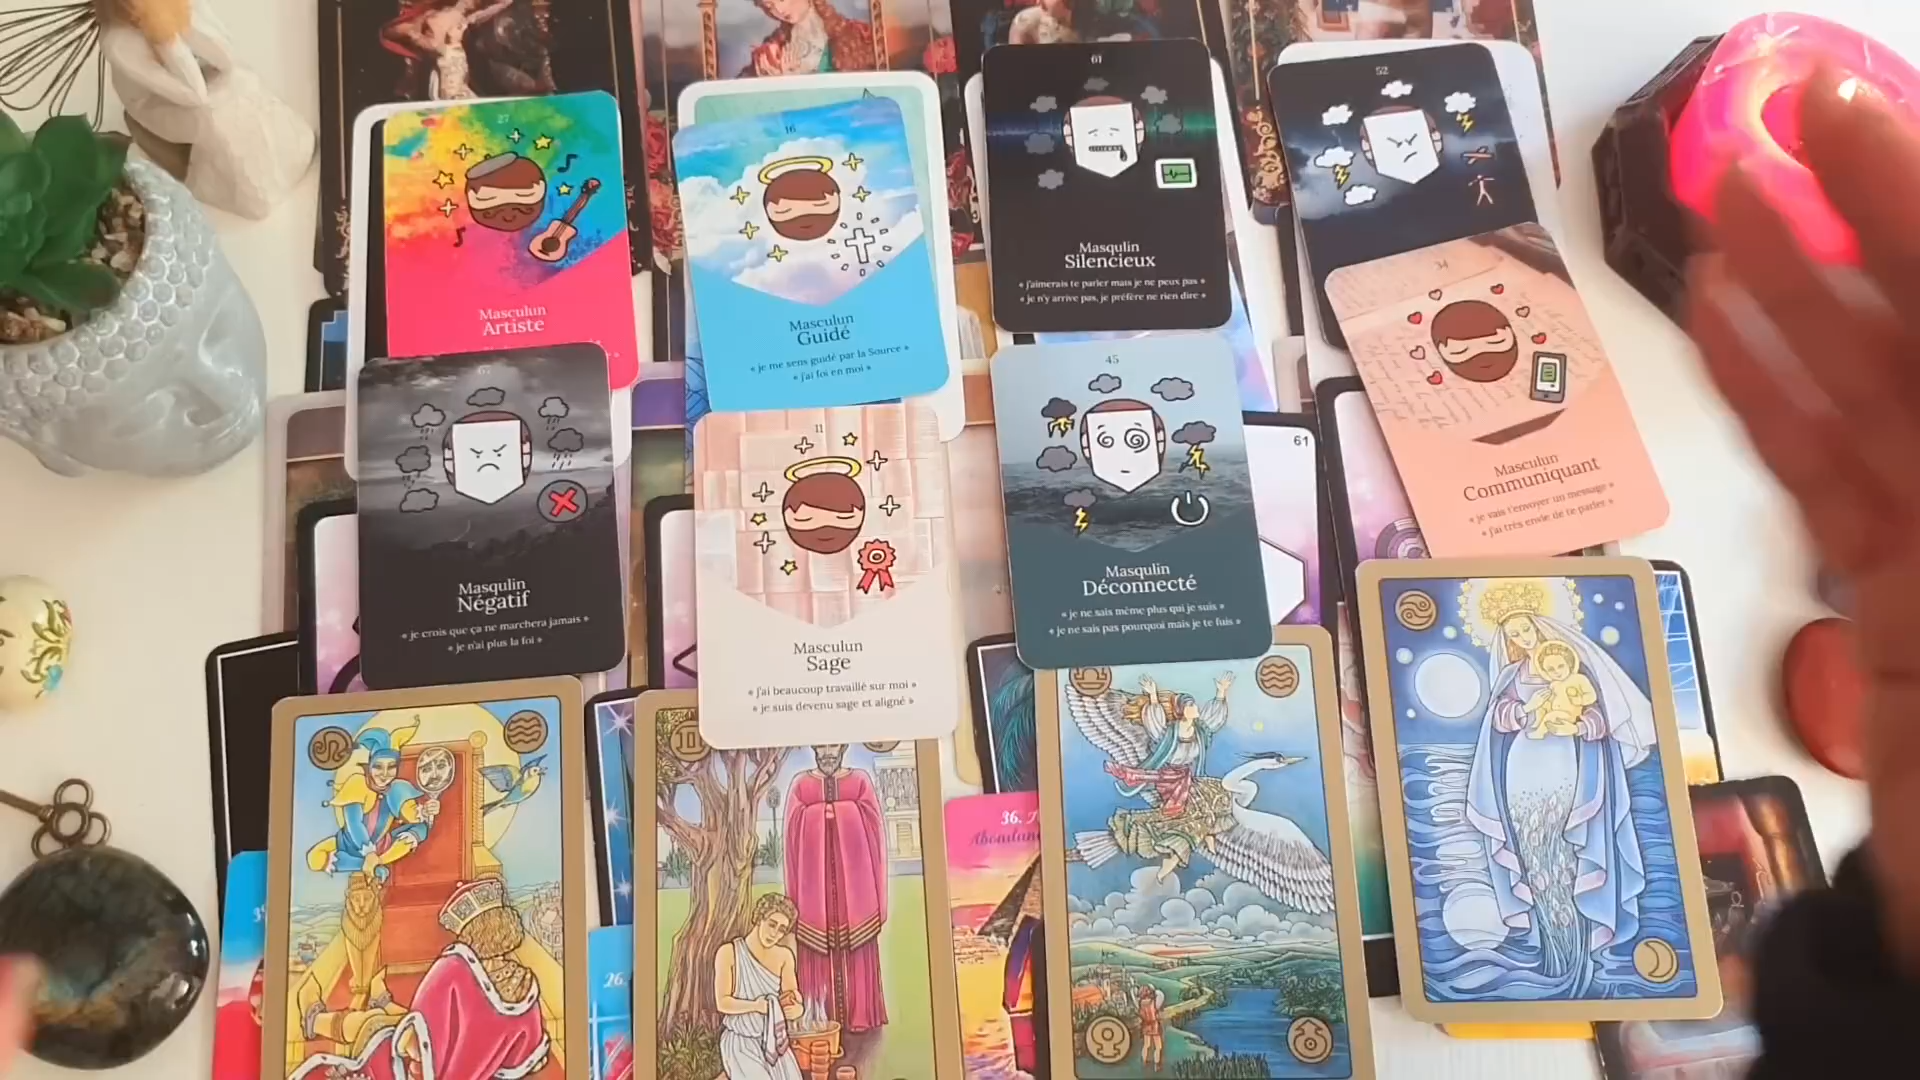 27
Masculun
Artiste
16
Masculun
Guidé
« je me sens guidé par la Source »
« j'ai foi en moi »
61
Masqulin
Silencieux
« j'aimerais te parler mais je ne peux pas »
« je n'y arrive pas, je préfère ne rien dire »
52
34
Masculun
Communiquant
« je vais t'envoyer un message »
« j'ai très envie de te parler »
Masqulin
Négatif
« je crois que ça ne marchera jamais »
« je n'ai plus la foi »
11
Masculun
Sage
« j'ai beaucoup travaillé sur moi »
« je suis devenu sage et aligné »
45
Masqulin
Déconnecté
« je ne sais même plus qui je suis »
« je ne sais pas pourquoi mais je te fuis »
61
36.
26.